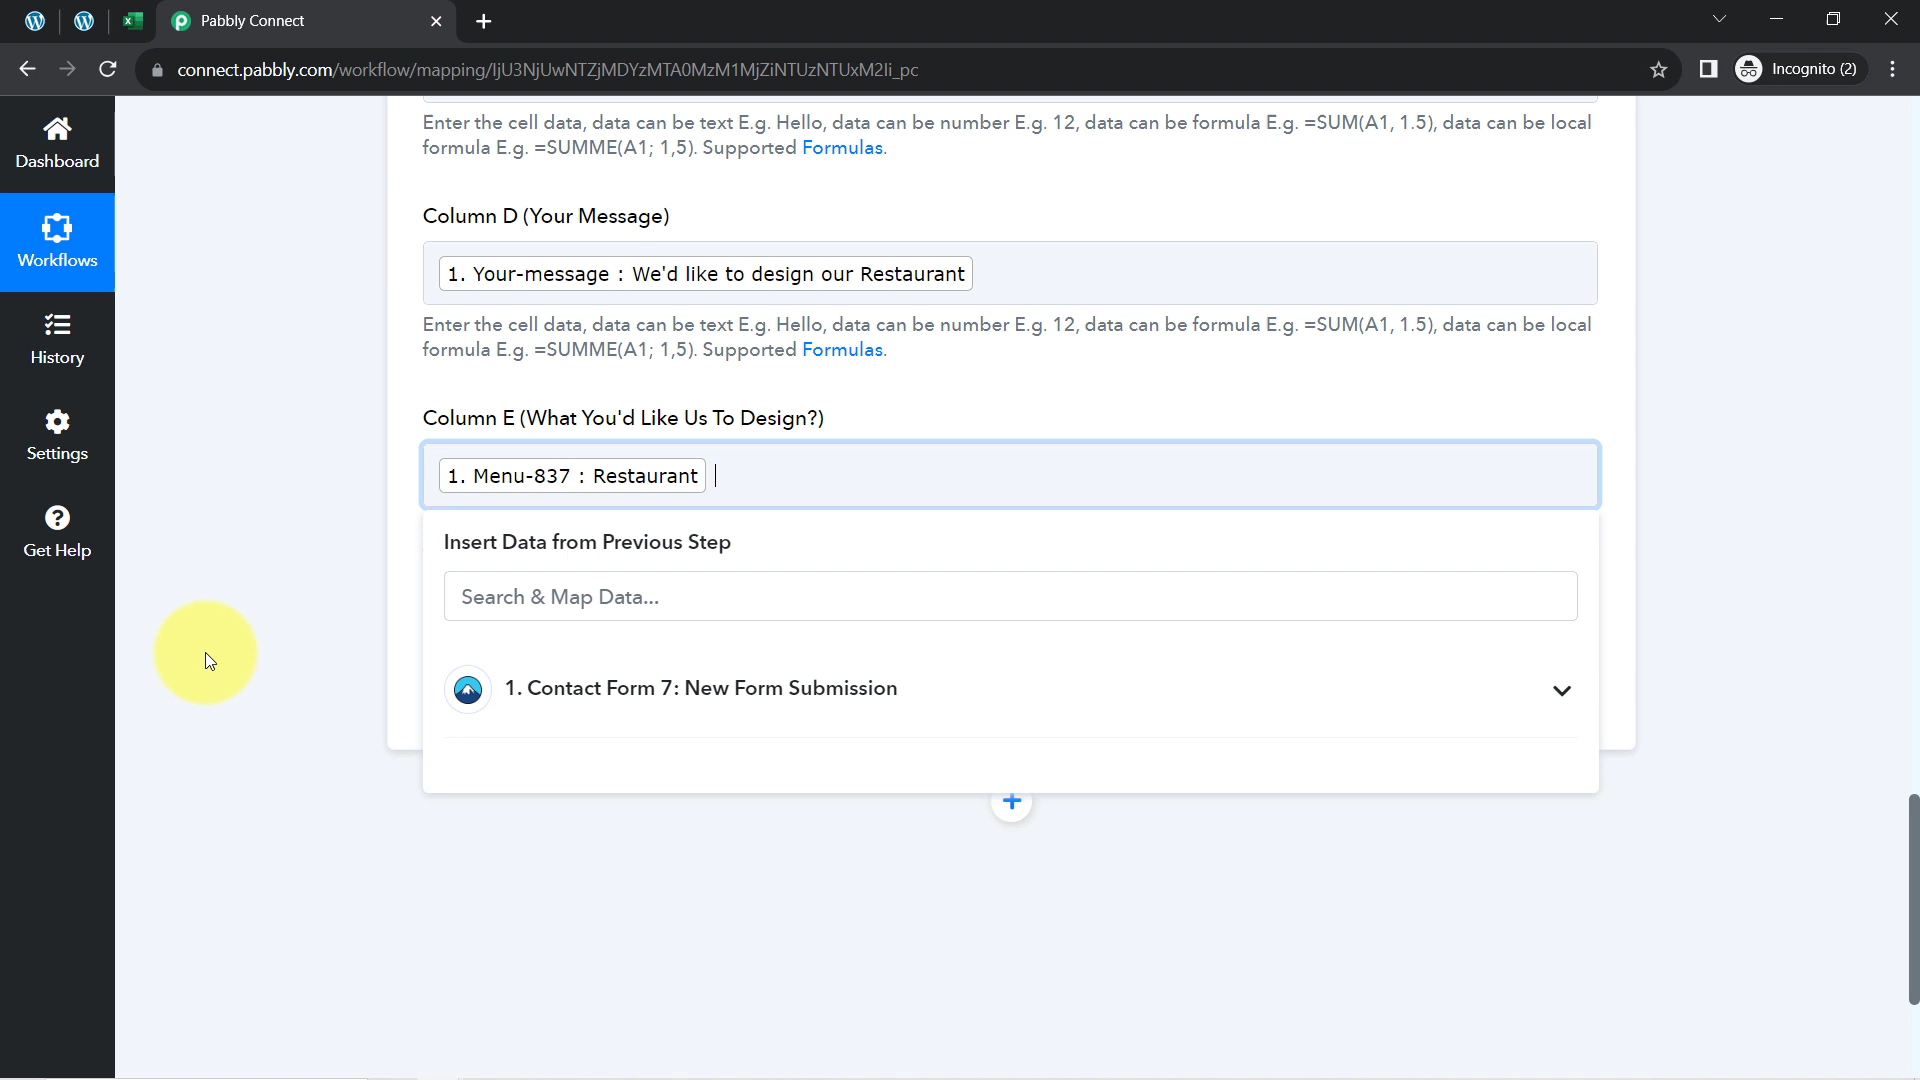 Pabbly Connect
connect.pabbly.com/workflow/mapping/IjU3NjUwNTZjMDYzMTA0MzM1MjZiNTUzNTUxM2Ii_pc
Incognito (2)
Dashboard
Workflows
History
Settings
Get Help
Enter the cell data, data can be text E.g. Hello, data can be number E.g. 12, data can be formula E.g. =SUM(A1, 1.5), data can be local
formula E.g. =SUMME(A1; 1,5). Supported Formulas.
Column D (Your Message)
1. Your-message : We'd like to design our Restaurant
Enter the cell data, data can be text E.g. Hello, data can be number E.g. 12, data can be formula E.g. =SUM(A1, 1.5), data can be local
formula E.g. =SUMME(A1; 1,5). Supported Formulas.
Column E (What You'd Like Us To Design?)
1. Menu-837 : Restaurant
Insert Data from Previous Step
Search & Map Data...
1. Contact Form 7: New Form Submission